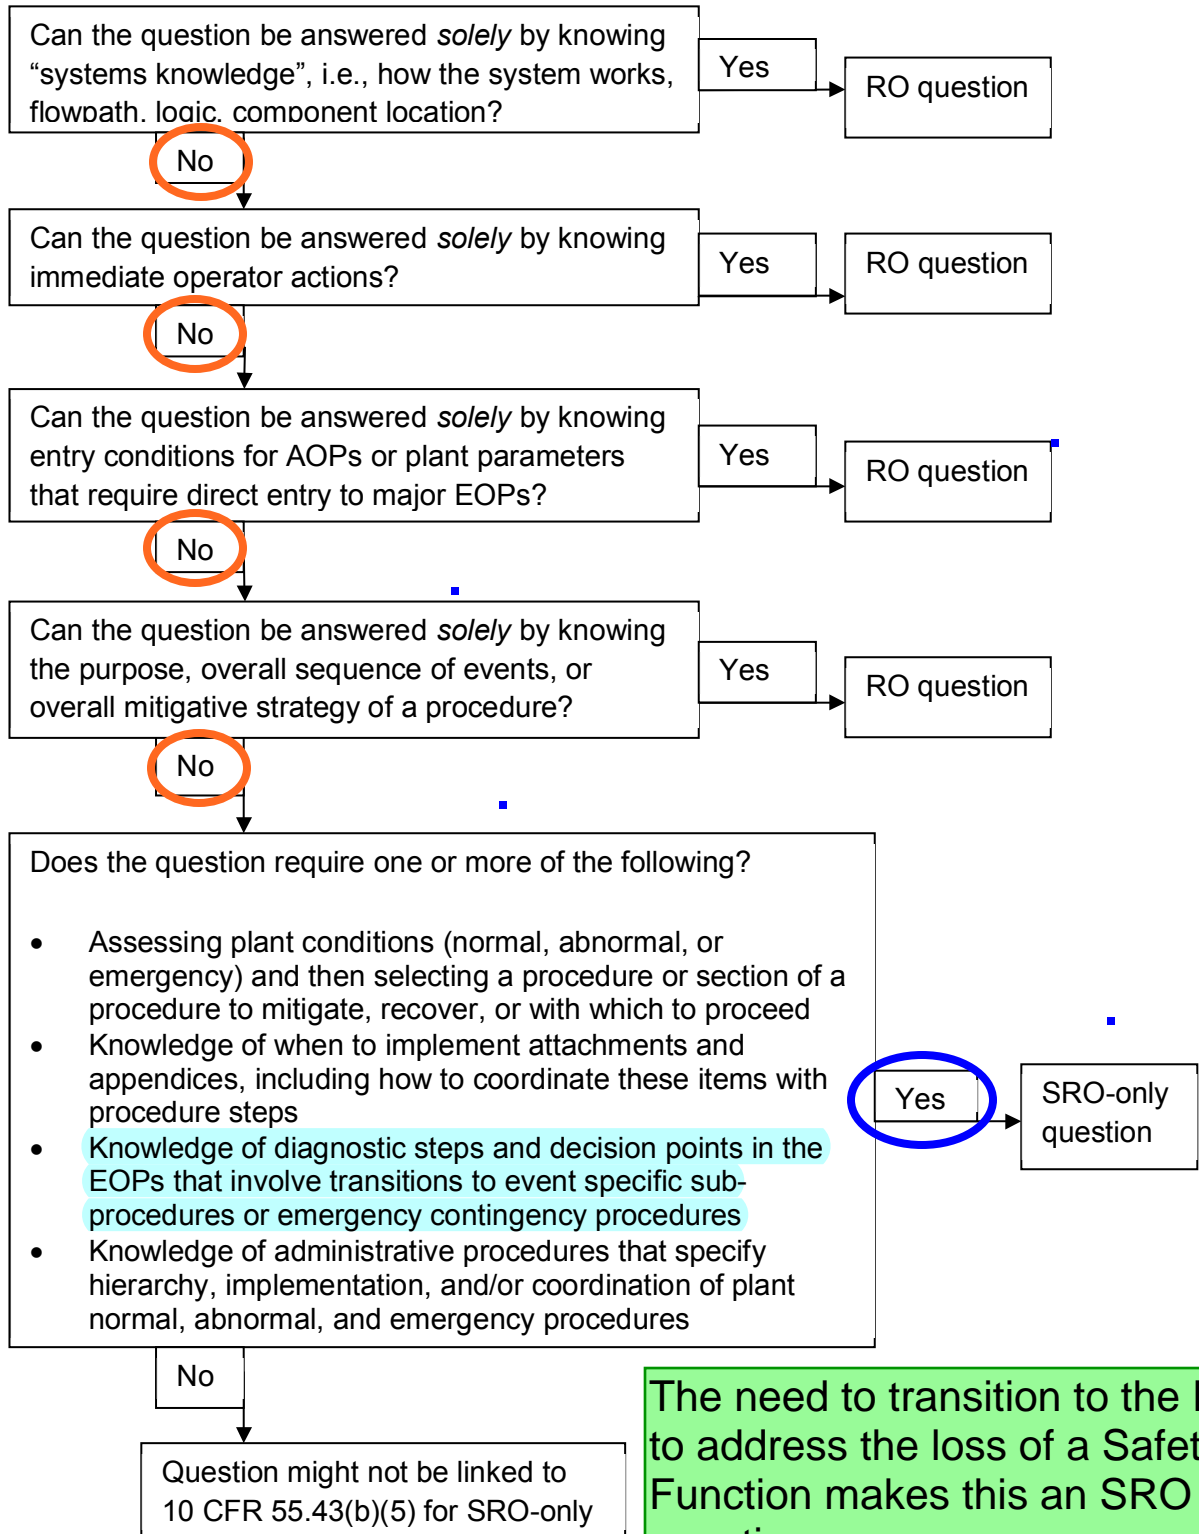 Can the question be answered solely by knowing
“systems knowledge”, i.e., how the system works,
flowpath, logic, component location?
Yes
RO question
No
Can the question be answered solely by knowing
immediate operator actions?
Yes
RO question
No
Can the question be answered solely by knowing
entry conditions for AOPs or plant parameters
that require direct entry to major EOPs?
Yes
RO question
No
Can the question be answered solely by knowing
the purpose, overall sequence of events, or
overall mitigative strategy of a procedure?
Yes
RO question
No
Does the question require one or more of the following?
• Assessing plant conditions (normal, abnormal, or
emergency) and then selecting a procedure or section of a
procedure to mitigate, recover, or with which to proceed
• Knowledge of when to implement attachments and
appendices, including how to coordinate these items with
procedure steps
• Knowledge of diagnostic steps and decision points in the
EOPs that involve transitions to event specific sub-
procedures or emergency contingency procedures
• Knowledge of administrative procedures that specify
hierarchy, implementation, and/or coordination of plant
normal, abnormal, and emergency procedures
Yes
SRO-only
question
No
Question might not be linked to
10 CFR 55.43(b)(5) for SRO-only
The need to transition to the
to address the loss of a Safet
Function makes this an SRO